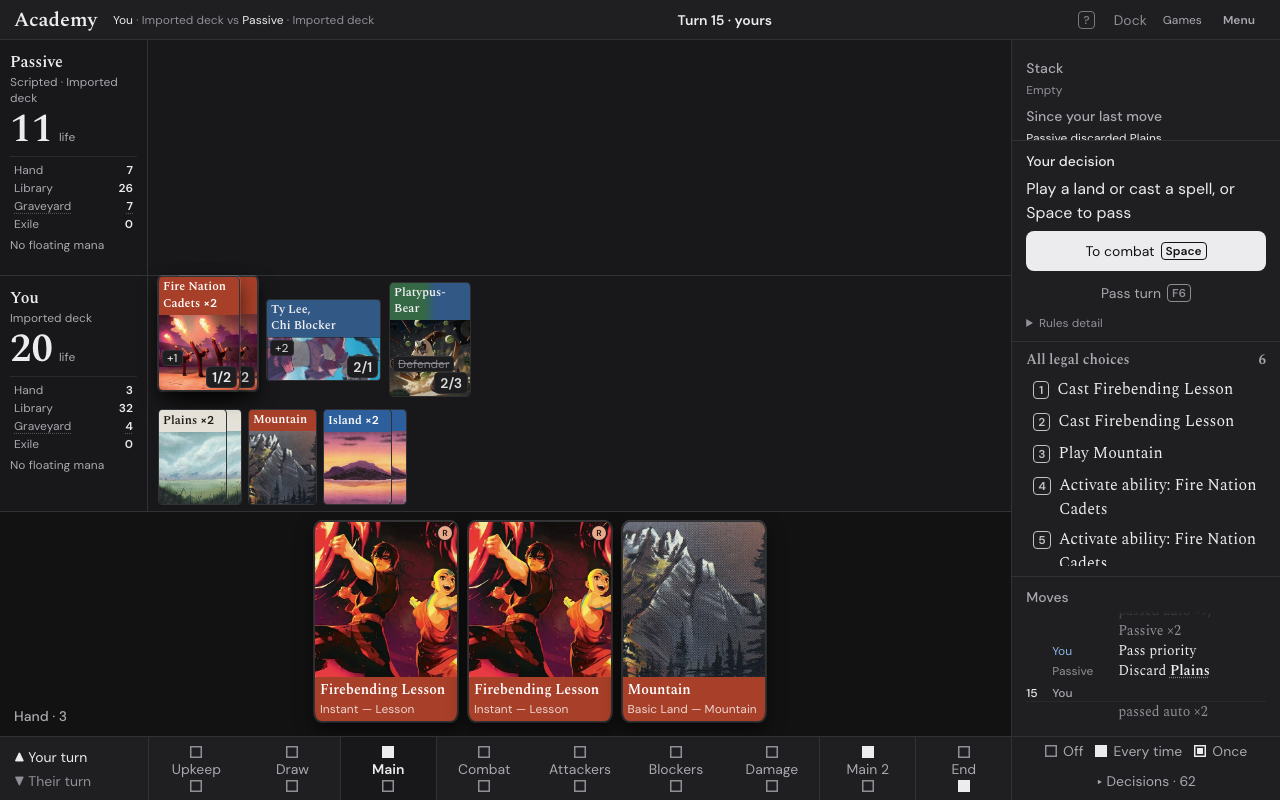 Academy
You · Imported deck vs Passive · Imported deck
Turn 15 · yours
?
Dock
Games
Menu
Passive
Scripted · Imported
deck
11 life
Hand 7
Library 26
Graveyard 7
Exile 0
No floating mana
You
Imported deck
20 life
Hand 3
Library 32
Graveyard 4
Exile 0
No floating mana
Fire Nation
Cadets ×2
+1
1/2
2
Ty Lee,
Chi Blocker
+2
2/1
Platypus-
Bear
Defender
2/3
Plains ×2
Mountain
Island ×2
R
Firebending Lesson
Instant — Lesson
R
Firebending Lesson
Instant — Lesson
Mountain
Basic Land — Mountain
Hand · 3
Stack
Empty
Since your last move
Passive discarded Plains
Your decision
Play a land or cast a spell, or
Space to pass
To combat Space
Pass turn F6
▶ Rules detail
All legal choices 6
1 Cast Firebending Lesson
2 Cast Firebending Lesson
3 Play Mountain
4 Activate ability: Fire Nation
Cadets
5 Activate ability: Fire Nation
Cadets
Moves
Passive ×2
You Pass priority
Passive Discard Plains
15 You
passed auto ×2
▲ Your turn
▼ Their turn
Upkeep
Draw
Main
Combat
Attackers
Blockers
Damage
Main 2
End
Off Every time Once
▸ Decisions · 62